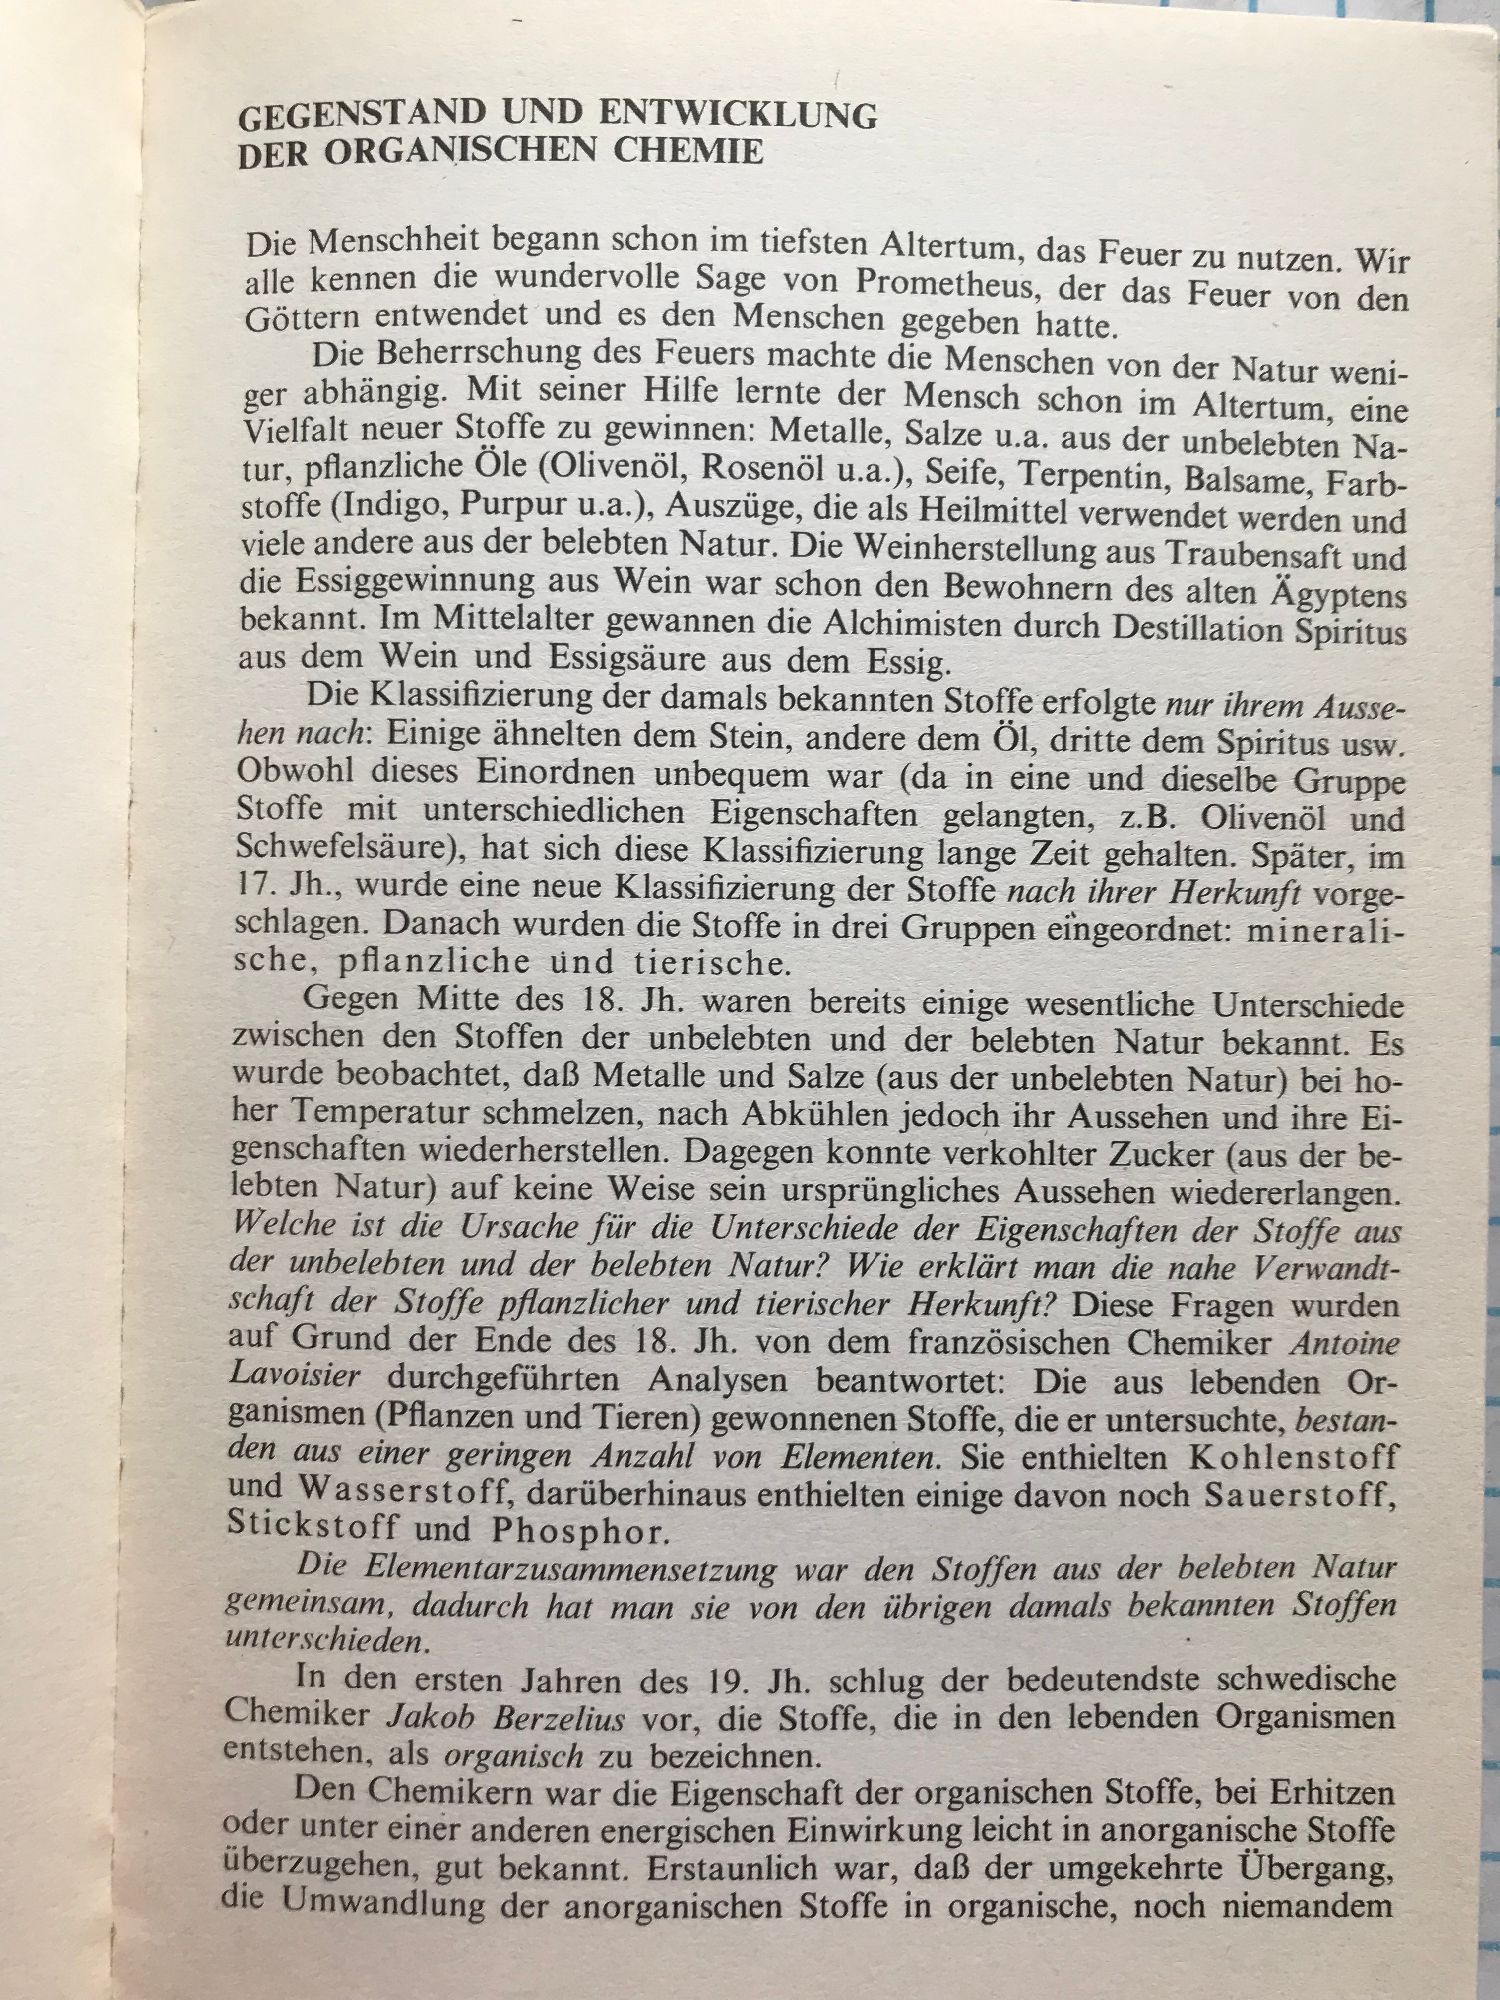 GEGENSTAND UND ENTWICKLUNG
DER ORGANISCHEN CHEMIE
Die Menschheit begann schon im tiefsten Altertum, das Feuer zu nutzen. Wir
alle kennen die wundervolle Sage von Prometheus, der das Feuer von den
Göttern entwendet und es den Menschen gegeben hatte.
Die Beherrschung des Feuers machte die Menschen von der Natur weni-
ger abhängig. Mit seiner Hilfe lernte der Mensch schon im Altertum, eine
Vielfalt neuer Stoffe zu gewinnen: Metalle, Salze u.a. aus der unbelebten Na-
tur, pflanzliche Öle (Olivenöl, Rosenöl u.a.), Seife, Terpentin, Balsame, Farb-
stoffe (Indigo, Purpur u.a.), Auszüge, die als Heilmittel verwendet werden und
viele andere aus der belebten Natur. Die Weinherstellung aus Traubensaft und
die Essiggewinnung aus Wein war schon den Bewohnern des alten Ägyptens
bekannt. Im Mittelalter gewannen die Alchimisten durch Destillation Spiritus
aus dem Wein und Essigsäure aus dem Essig.
Die Klassifizierung der damals bekannten Stoffe erfolgte nur ihrem Ausse-
hen nach: Einige ähnelten dem Stein, andere dem Öl, dritte dem Spiritus usw.
Obwohl dieses Einordnen unbequem war (da in eine und dieselbe Gruppe
Stoffe mit unterschiedlichen Eigenschaften gelangten, z.B. Olivenöl und
Schwefelsäure), hat sich diese Klassifizierung lange Zeit gehalten. Später, im
17. Jh., wurde eine neue Klassifizierung der Stoffe nach ihrer Herkunft vorge-
schlagen. Danach wurden die Stoffe in drei Gruppen eingeordnet: minerali-
sche, pflanzliche und tierische.
Gegen Mitte des 18. Jh. waren bereits einige wesentliche Unterschiede
zwischen den Stoffen der unbelebten und der belebten Natur bekannt. Es
wurde beobachtet, daß Metalle und Salze (aus der unbelebten Natur) bei ho-
her Temperatur schmelzen, nach Abkühlen jedoch ihr Aussehen und ihre Ei-
genschaften wiederherstellen. Dagegen konnte verkohlter Zucker (aus der be-
lebten Natur) auf keine Weise sein ursprüngliches Aussehen wiedererlangen.
Welche ist die Ursache für die Unterschiede der Eigenschaften der Stoffe aus
der unbelebten und der belebten Natur? Wie erklärt man die nahe Verwandt-
schaft der Stoffe pflanzlicher und tierischer Herkunft? Diese Fragen wurden
auf Grund der Ende des 18. Jh. von dem französischen Chemiker Antoine
Lavoisier durchgeführten Analysen beantwortet: Die aus lebenden Or-
ganismen (Pflanzen und Tieren) gewonnenen Stoffe, die er untersuchte, bestan-
den aus einer geringen Anzahl von Elementen. Sie enthielten Kohlenstoff
und Wasserstoff, darüberhinaus enthielten einige davon noch Sauerstoff,
Stickstoff und Phosphor.
Die Elementarzusammensetzung war den Stoffen aus der belebten Natur
gemeinsam, dadurch hat man sie von den übrigen damals bekannten Stoffen
unterschieden.
In den ersten Jahren des 19. Jh. schlug der bedeutendste schwedische
Chemiker Jakob Berzelius vor, die Stoffe, die in den lebenden Organismen
entstehen, als organisch zu bezeichnen.
Den Chemikern war die Eigenschaft der organischen Stoffe, bei Erhitzen
oder unter einer anderen energischen Einwirkung leicht in anorganische Stoffe
überzugehen, gut bekannt. Erstaunlich war, daß der umgekehrte Übergang,
die Umwandlung der anorganischen Stoffe in organische, noch niemandem